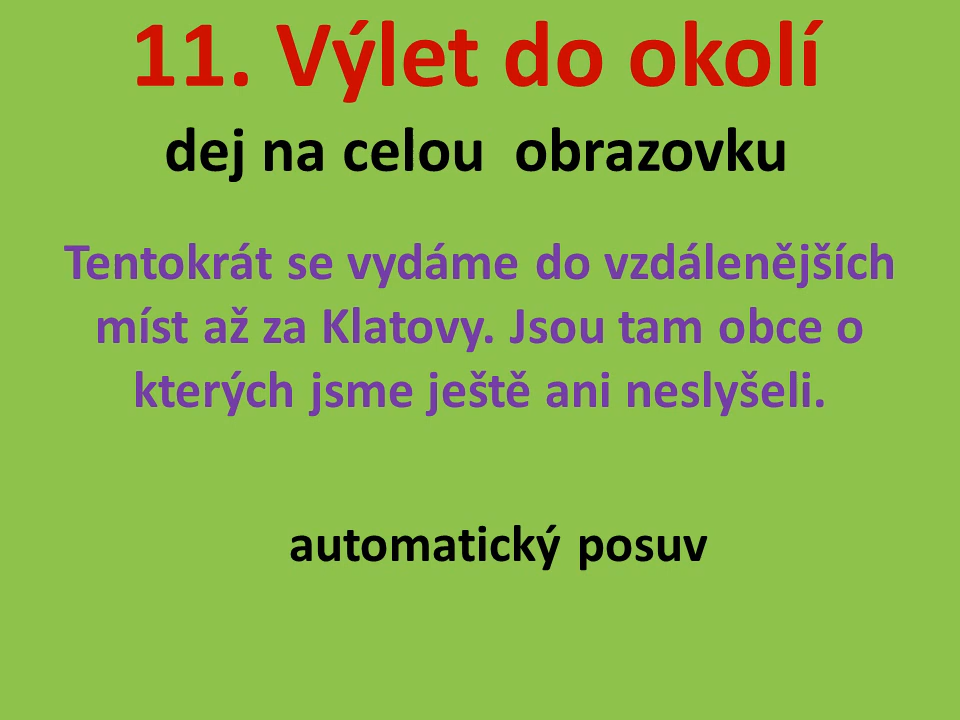 11. Výlet do okolí
dej na celou obrazovku
Tentokrát se vydáme do vzdálenějších
míst až za Klatovy. Jsou tam obce o
kterých jsme ještě ani neslyšeli.
automatický posuv